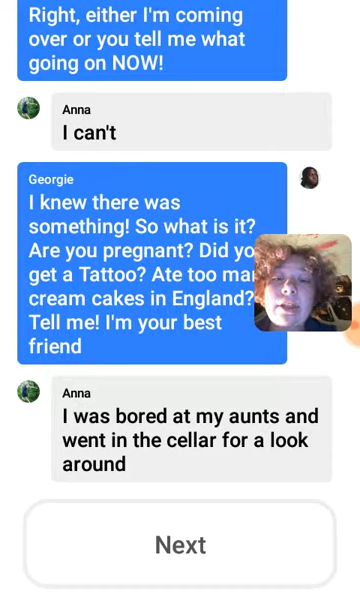 Right, either I'm coming
over or you tell me what
going on NOW!
Anna
I can't
Georgie
I knew there was
something! So what is it?
Are you pregnant? Did
get a Tattoo? Ate too
cream cakes in England?
Tell me! I'm your best
friend
Anna
I was bored at my aunts and
went in the cellar for a look
around
Next